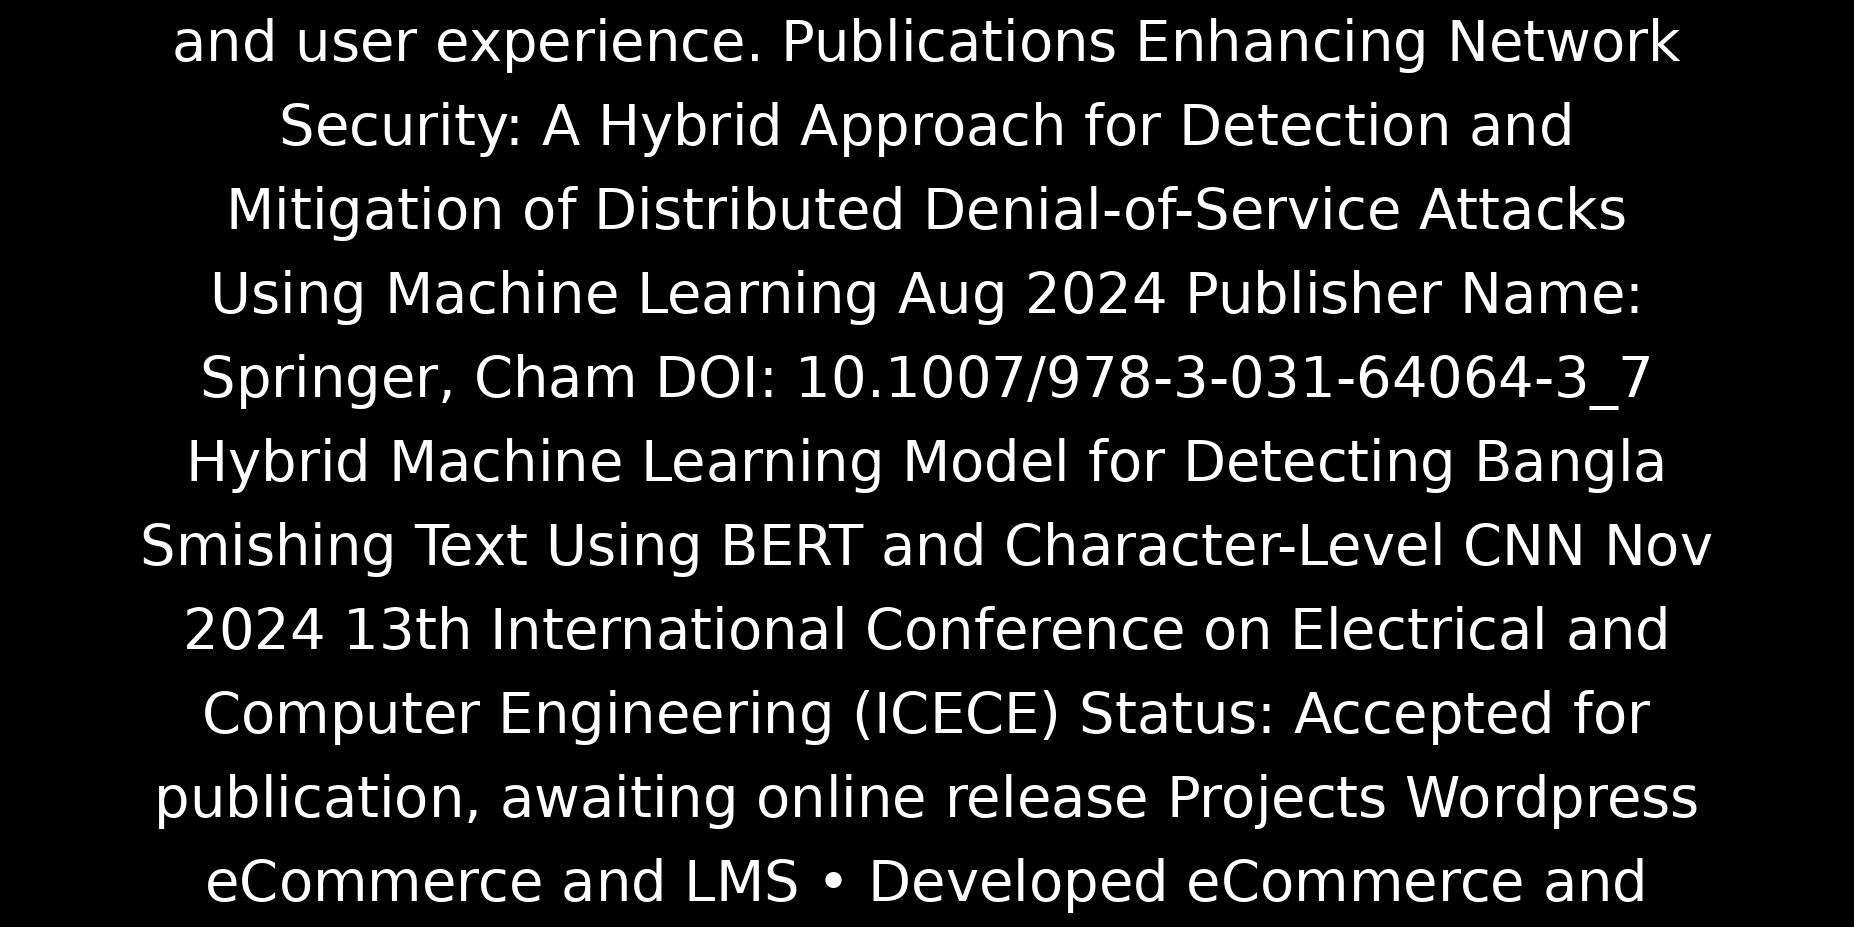 and user experience. Publications Enhancing Network
Security: A Hybrid Approach for Detection and
Mitigation of Distributed Denial-of-Service Attacks
Using Machine Learning Aug 2024 Publisher Name:
Springer, Cham DOI: 10.1007/978-3-031-64064-3_7
Hybrid Machine Learning Model for Detecting Bangla
Smishing Text Using BERT and Character-Level CNN Nov
2024 13th International Conference on Electrical and
Computer Engineering (ICECE) Status: Accepted for
publication, awaiting online release Projects Wordpress
eCommerce and LMS • Developed eCommerce and